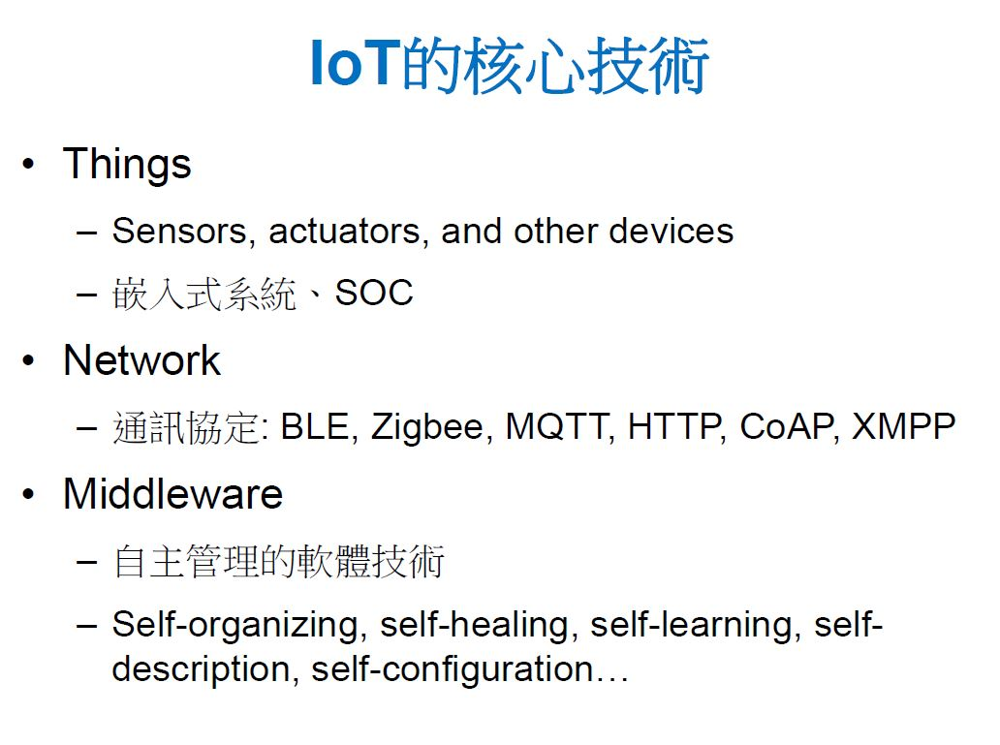 IoT的核心技術
• Things
– Sensors, actuators, and other devices
– 嵌入式系統、SOC
• Network
– 通訊協定: BLE, Zigbee, MQTT, HTTP, CoAP, XMPP
• Middleware
– 自主管理的軟體技術
– Self-organizing, self-healing, self-learning, self-
description, self-configuration…